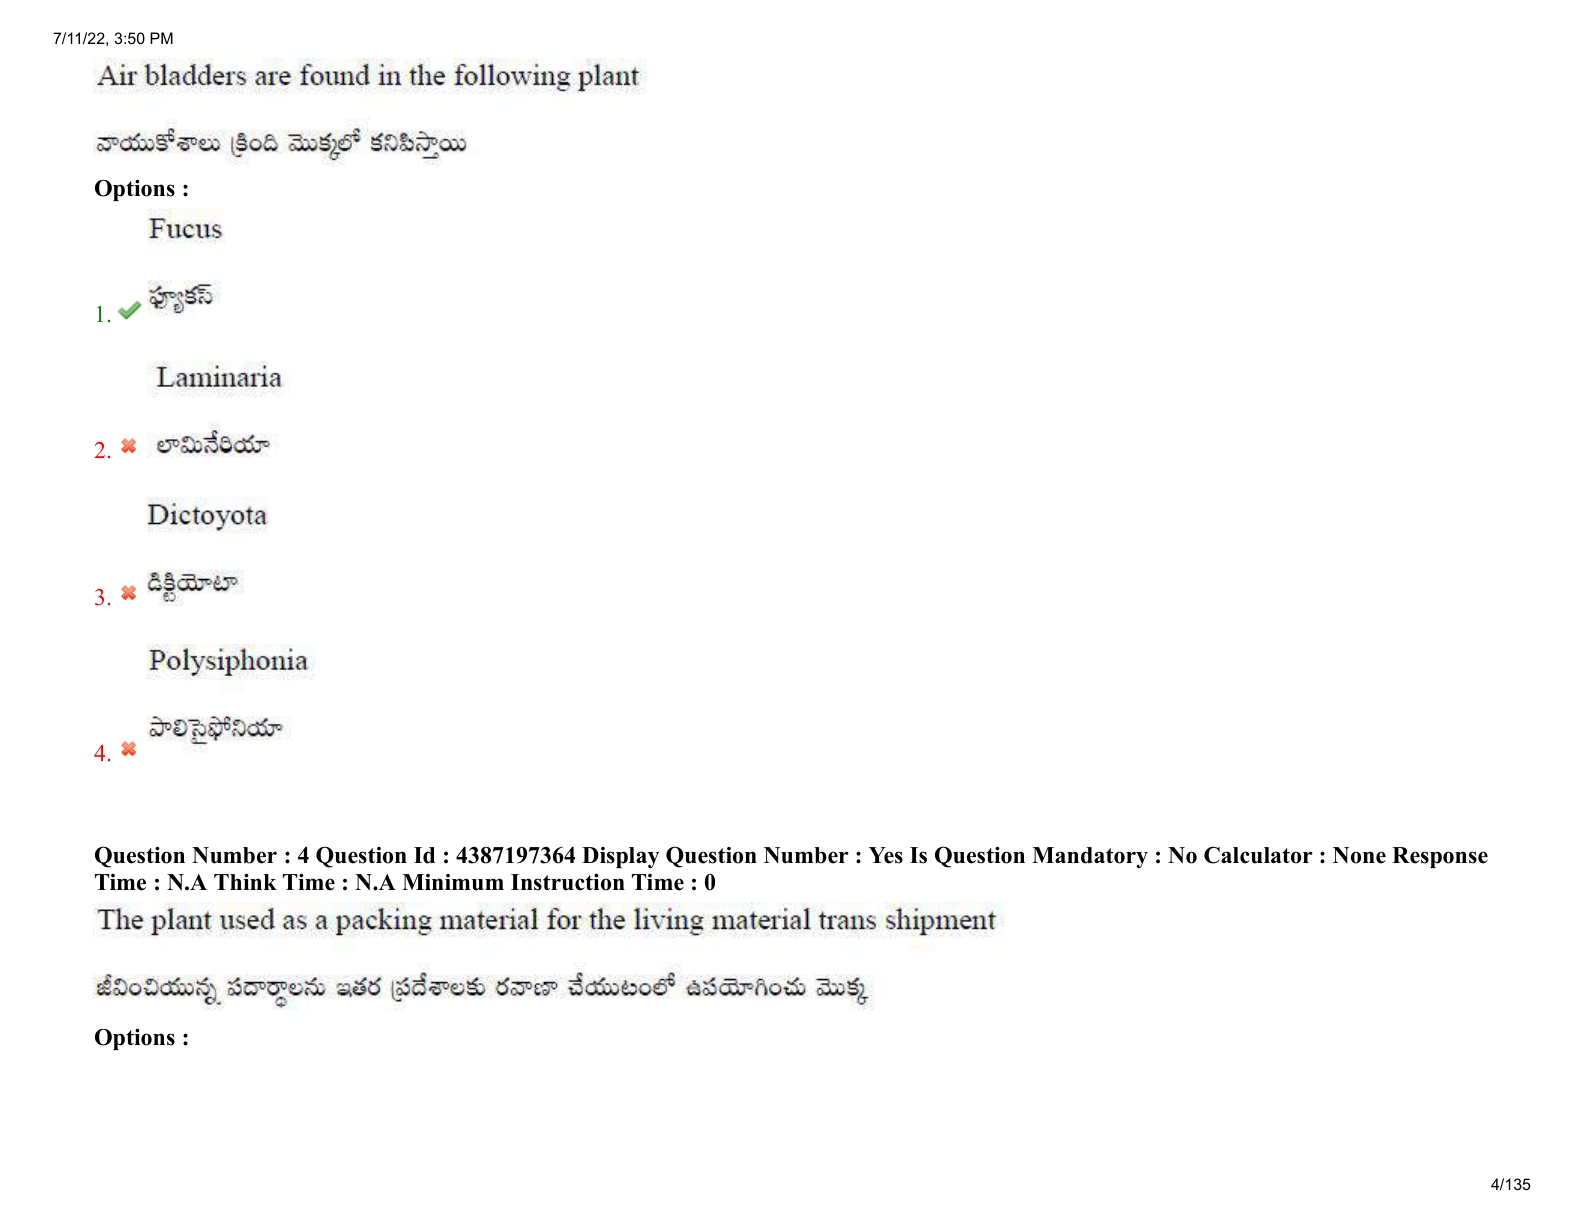 7/11/22, 3:50 PM
Air bladders are found in the following plant
వాయుకోశాలు క్రింది మొక్కలో కనిపిస్తాయి
Options :
Fucus
ఫ్యూకస్
1.
Laminaria
లామినేరియా
2.
Dictoyota
డిక్టియోటా
3.
Polysiphonia
పాలిసైఫోనియా
4.
Question Number : 4 Question Id : 4387197364 Display Question Number : Yes Is Question Mandatory : No Calculator : None Response
Time : N.A Think Time : N.A Minimum Instruction Time : 0
The plant used as a packing material for the living material trans shipment
జీవించియున్న పదార్థాలను ఇతర ప్రదేశాలకు రవాణా చేయుటంలో ఉపయోగించు మొక్క
Options :
4/135